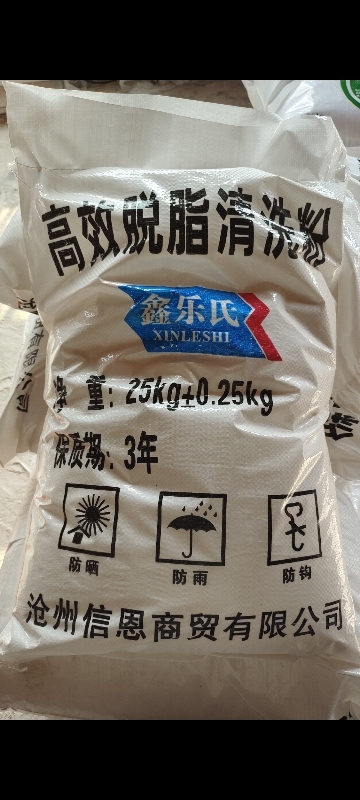 高效脱脂清洗粉
鑫乐氏
XINLESHI
净 重: 25kg±0.25kg
保质期: 3年
防晒
防雨
防钩
沧州信恩商贸有限公司